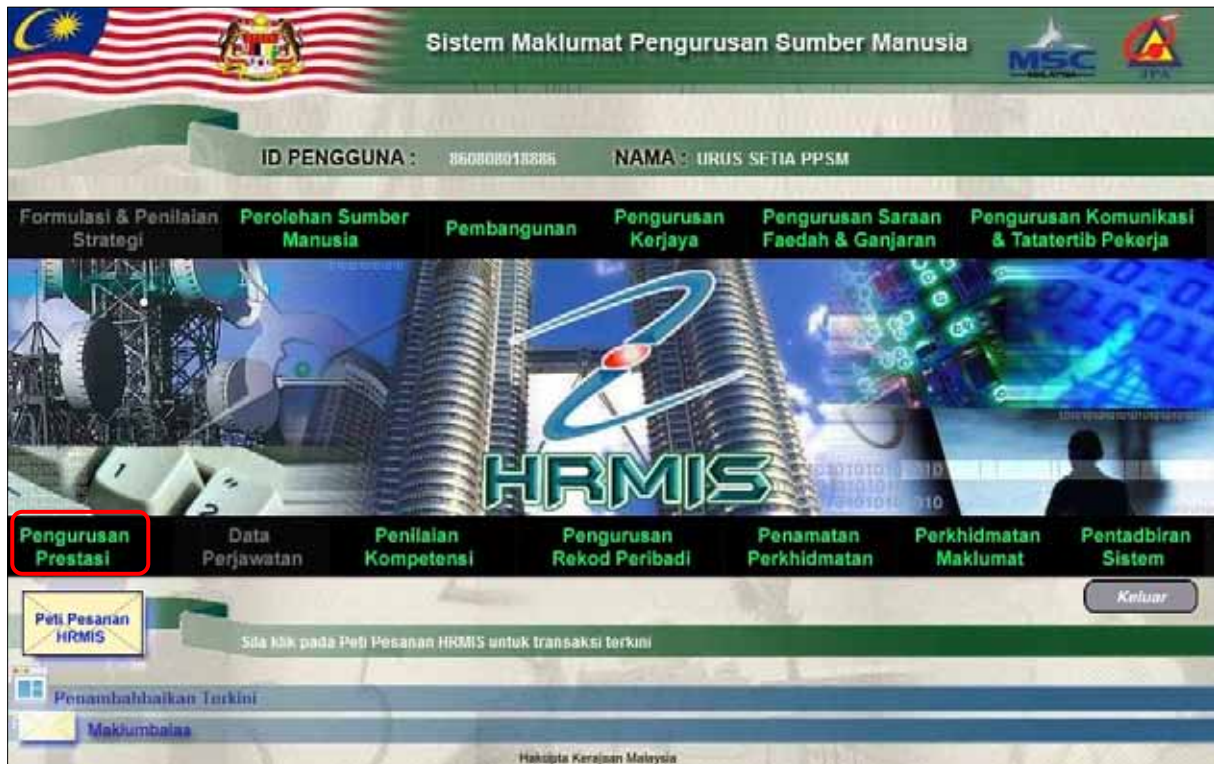 Sistem Maklumat Pengurusan Sumber Manusia
MSC
MALAYSIA
JPA
ID PENGGUNA : 860808018886 NAMA : URUS SETIA PPSM
Formulasi & Penilaian Strategi
Perolehan Sumber Manusia
Pembangunan
Pengurusan Kerjaya
Pengurusan Saraan Faedah & Ganjaran
Pengurusan Komunikasi & Tatatertib Pekerja
HRMIS
Pengurusan Prestasi
Data Perjawatan
Penilaian Kompetensi
Pengurusan Rekod Peribadi
Penamatan Perkhidmatan
Perkhidmatan Maklumat
Pentadbiran Sistem
Keluar
Peti Pesanan
HRMIS
Sila klik pada Peti Pesanan HRMIS untuk transaksi terkini
Penambahbaikan Terkini
Maklumbalas
Hakcipta Kerajaan Malaysia